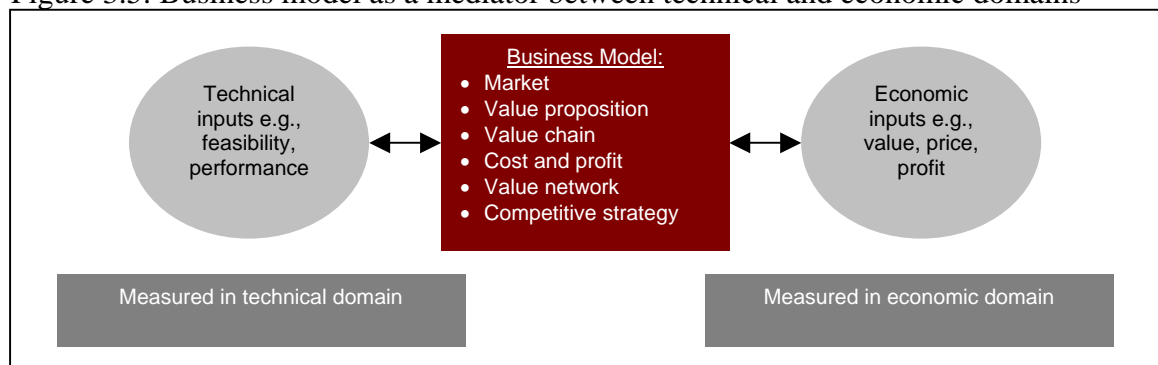 Figure Business model as a mediator between technical and economic domains
Technical
inputs e.g.,
feasibility,
performance
Business Model:
• Market
• Value proposition
• Value chain
• Cost and profit
• Value network
• Competitive strategy
Economic
inputs e.g.,
value, price,
profit
Measured in technical domain
Measured in economic domain